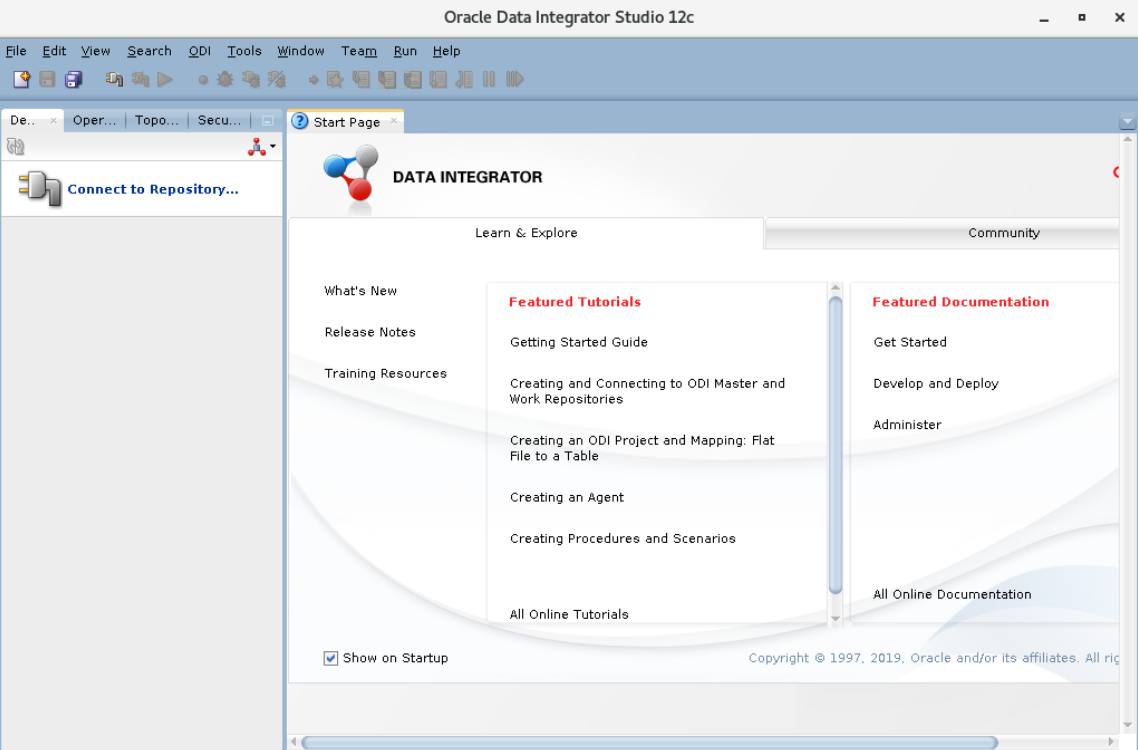 Oracle Data Integrator Studio 12c
File Edit View Search ODI Tools Window Team Run Help
De.. Oper... Topo... Secu...
Start Page
Connect to Repository...
DATA INTEGRATOR
Learn & Explore
Community
What's New
Release Notes
Training Resources
Featured Tutorials
Getting Started Guide
Creating and Connecting to ODI Master and
Work Repositories
Creating an ODI Project and Mapping: Flat
File to a Table
Creating an Agent
Creating Procedures and Scenarios
All Online Tutorials
Featured Documentation
Get Started
Develop and Deploy
Administer
All Online Documentation
Show on Startup
Copyright © 1997, 2019, Oracle and/or its affiliates. All rig